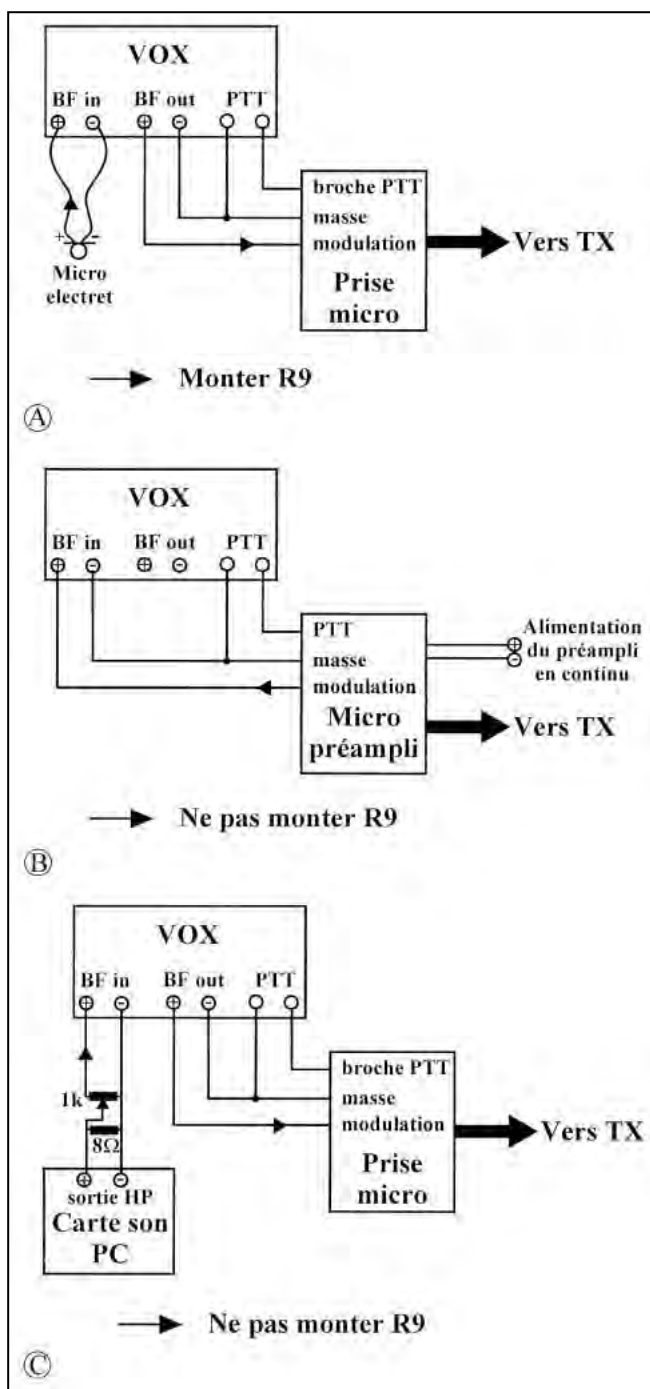 VOX
BF in BF out PTT
⊕ ⊖ ⊕ ⊖
broche PTT
masse
modulation
Prise
micro
Vers TX
+ -
Micro
electret
Monter R9
Ⓐ
VOX
BF in BF out PTT
⊕ ⊖ ⊕ ⊖
PTT
masse
modulation
Micro
préampli
⊕ Alimentation
⊖ du préampli
en continu
Vers TX
Ne pas monter R9
Ⓑ
VOX
BF in BF out PTT
⊕ ⊖ ⊕ ⊖
1k
8Ω
⊕ ⊖
sortie HP
Carte son
PC
broche PTT
masse
modulation
Prise
micro
Vers TX
Ne pas monter R9
Ⓒ